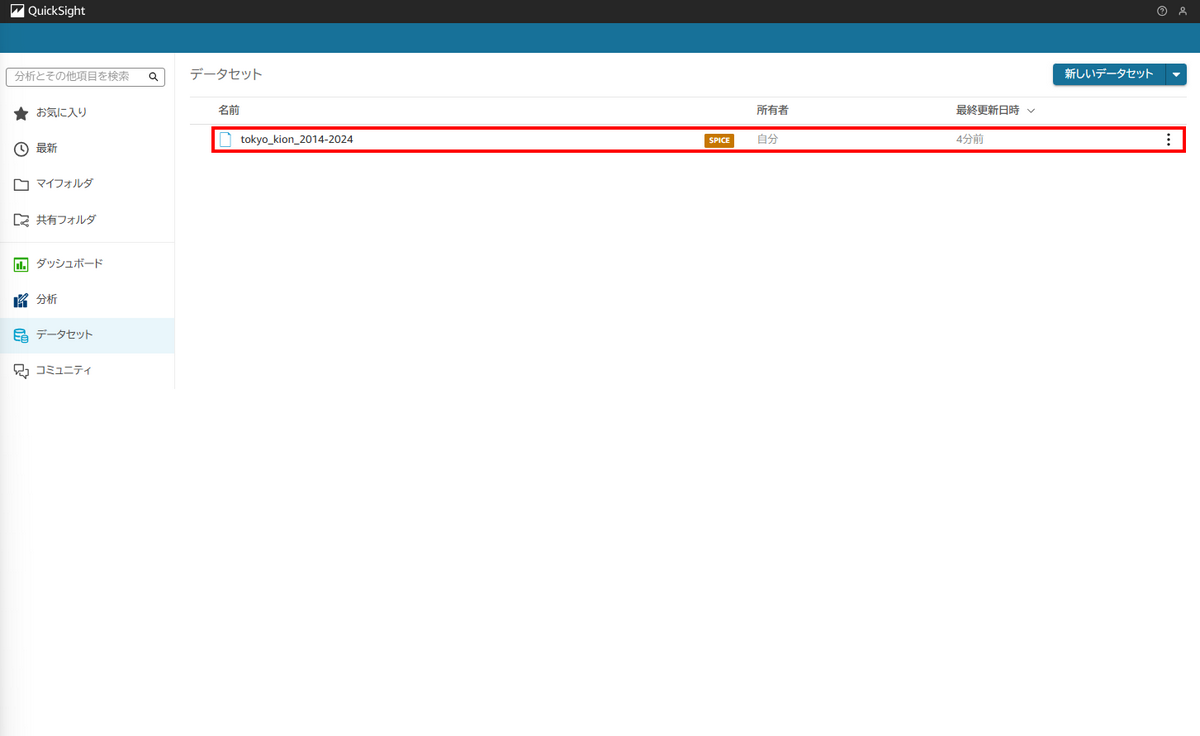 QuickSight
分析とその他項目を検索
お気に入り
最新
マイフォルダ
共有フォルダ
ダッシュボード
分析
データセット
コミュニティ
データセット
新しいデータセット
名前 所有者 最終更新日時
tokyo_kion_2014-2024 SPICE 自分 4分前